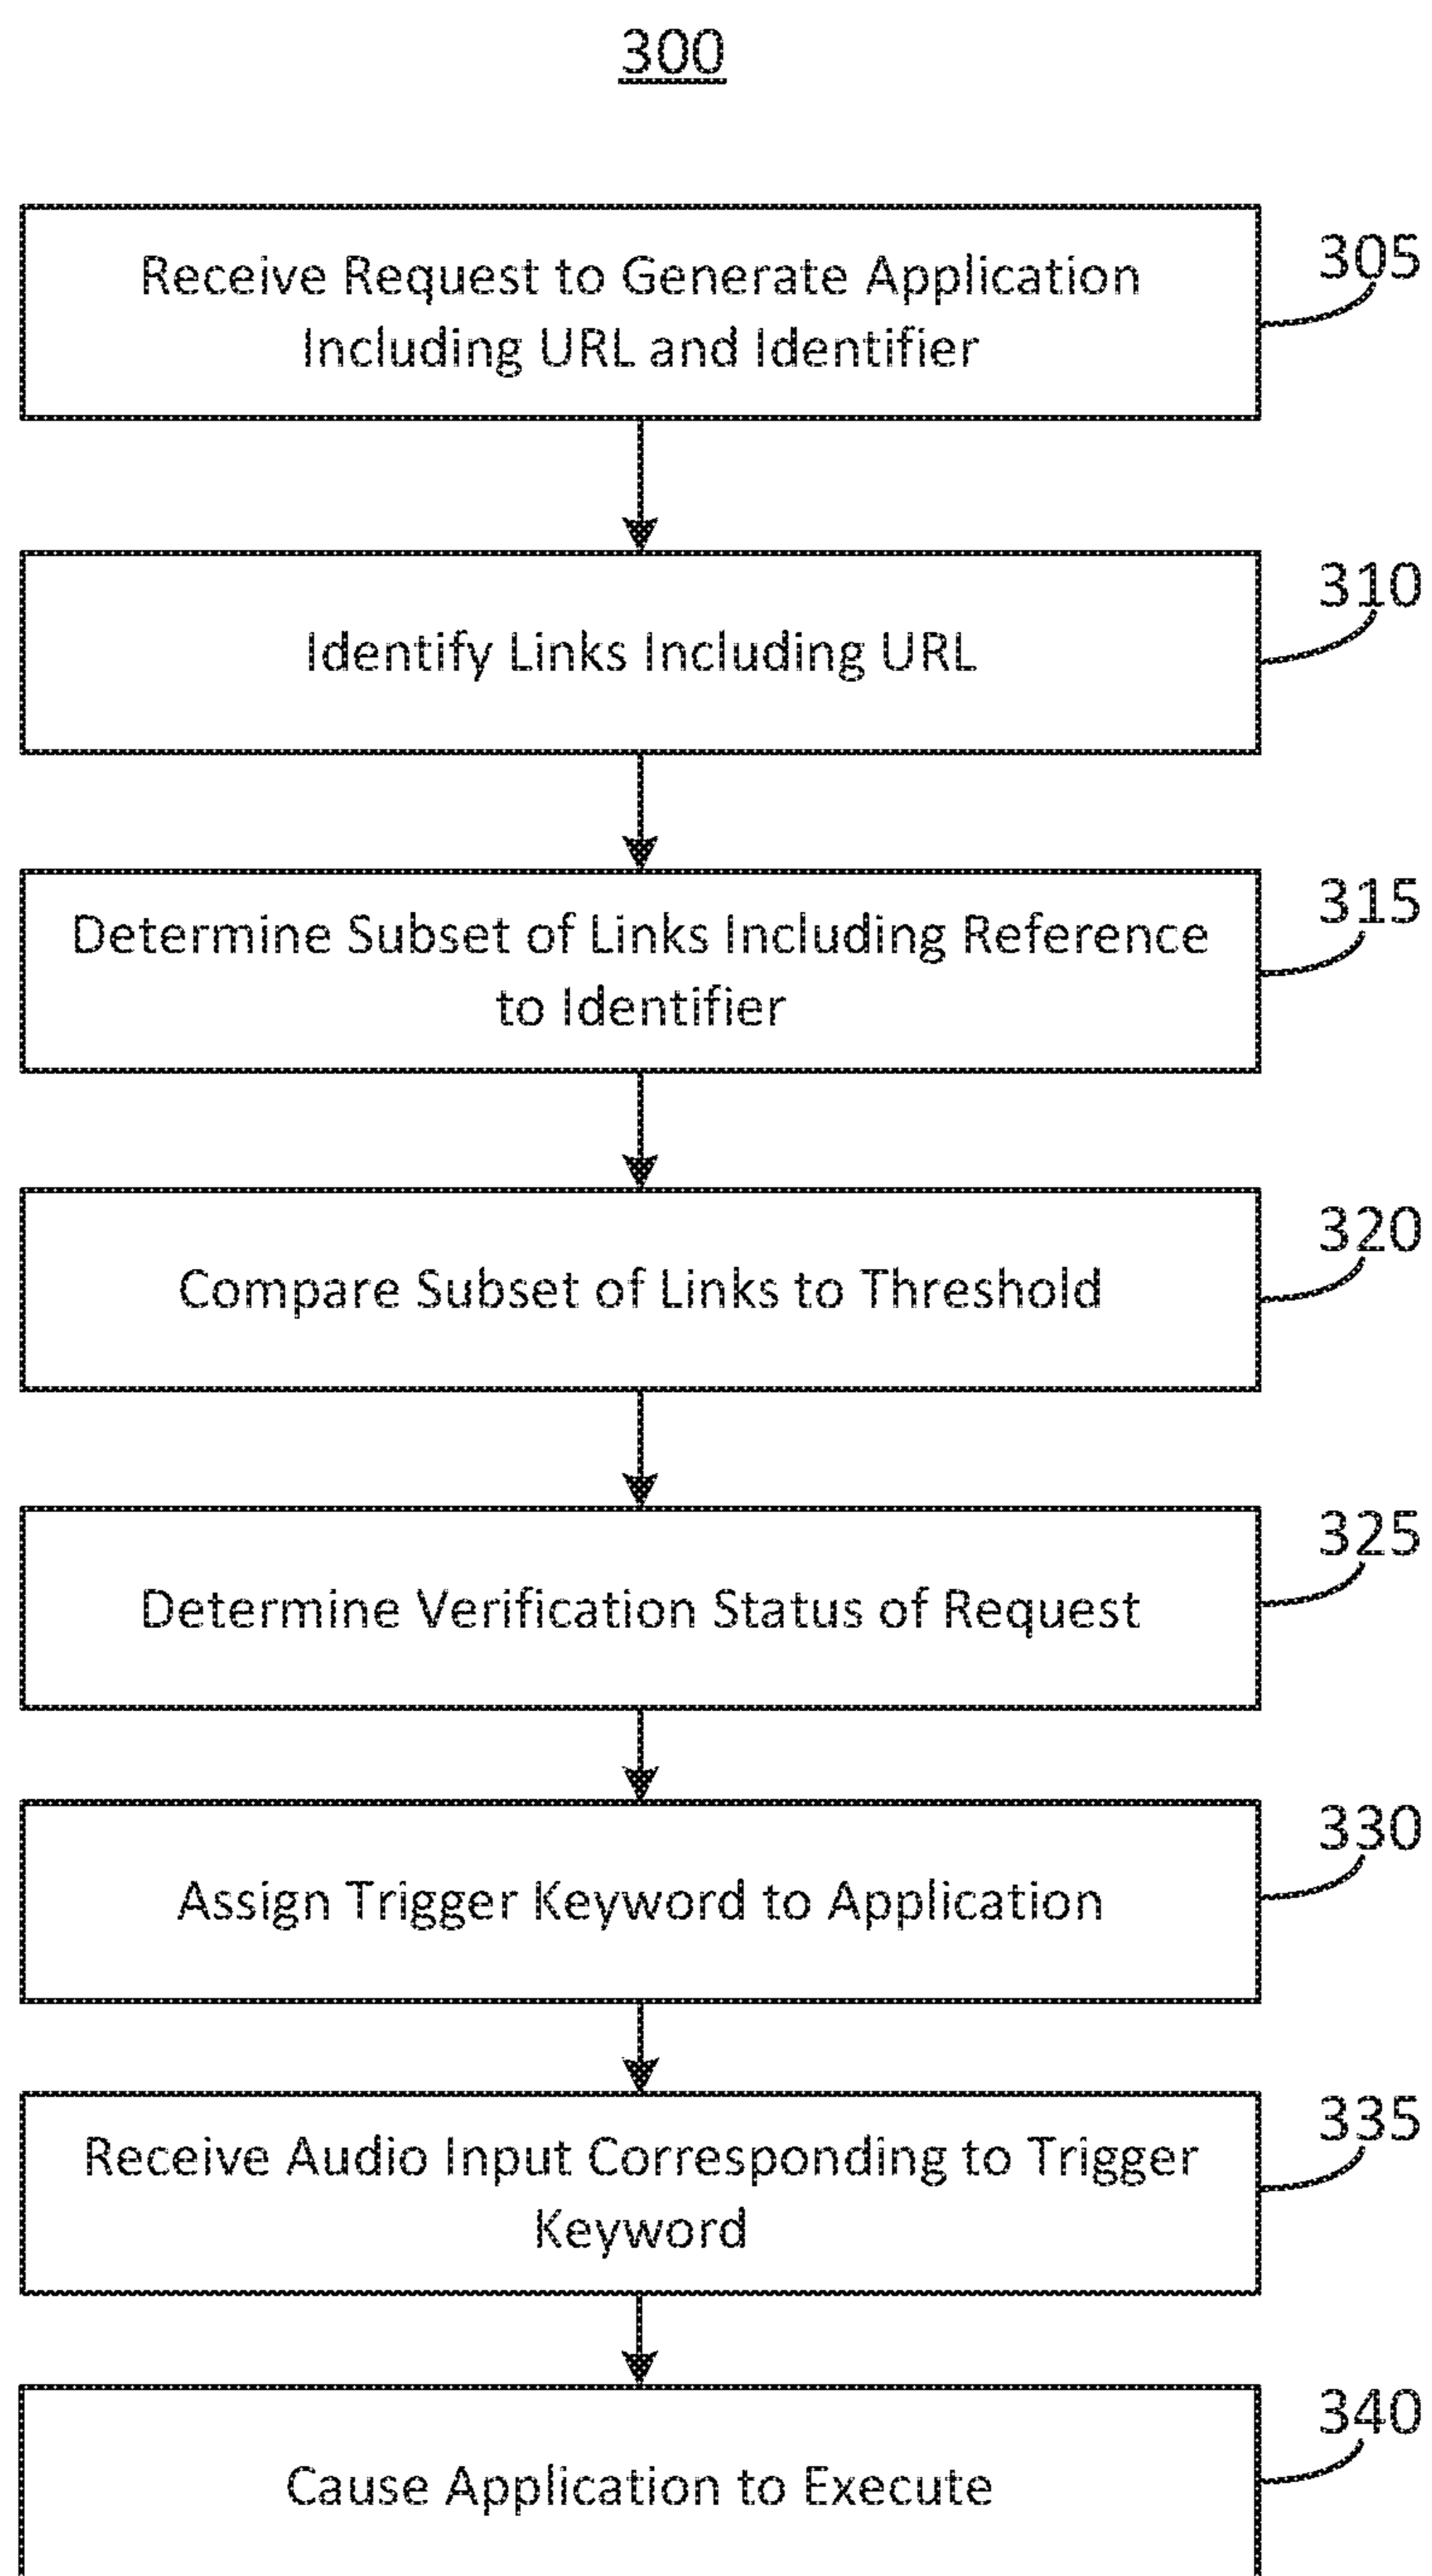 300
Receive Request to Generate Application
Including URL and Identifier
305
Identify Links Including URL
310
Determine Subset of Links Including Reference
to Identifier
315
Compare Subset of Links to Threshold
320
Determine Verification Status of Request
325
Assign Trigger Keyword to Application
330
Receive Audio Input Corresponding to Trigger
Keyword
335
Cause Application to Execute
340